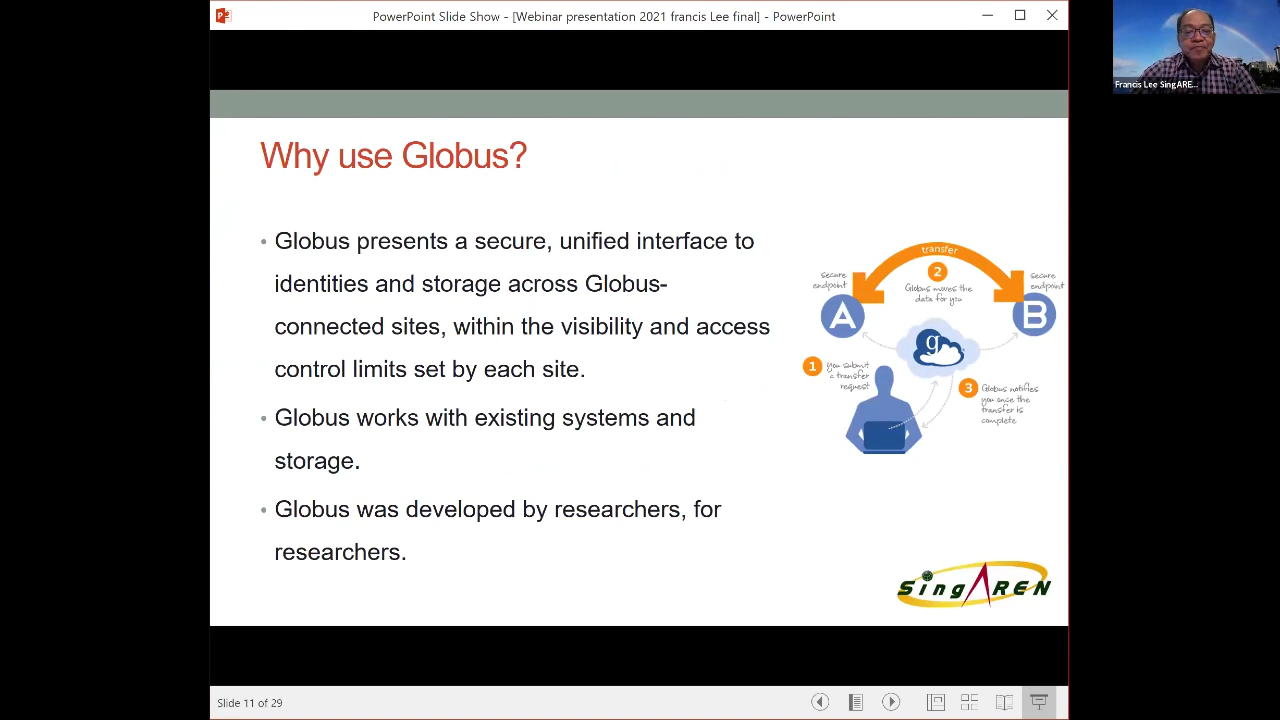 PowerPoint Slide Show - [Webinar presentation 2021 francis Lee final] - PowerPoint
Francis Lee SingARE...
Why use Globus?
• Globus presents a secure, unified interface to
identities and storage across Globus-
connected sites, within the visibility and access
control limits set by each site.
• Globus works with existing systems and
storage.
• Globus was developed by researchers, for
researchers.
transfer
2
secure
endpoint
Globus moves the
data for you
secure
endpoint
A
B
g
1
you submit
a transfer
request
3
Globus notifies
you once the
transfer is
complete
SingAREN
Slide 11 of 29